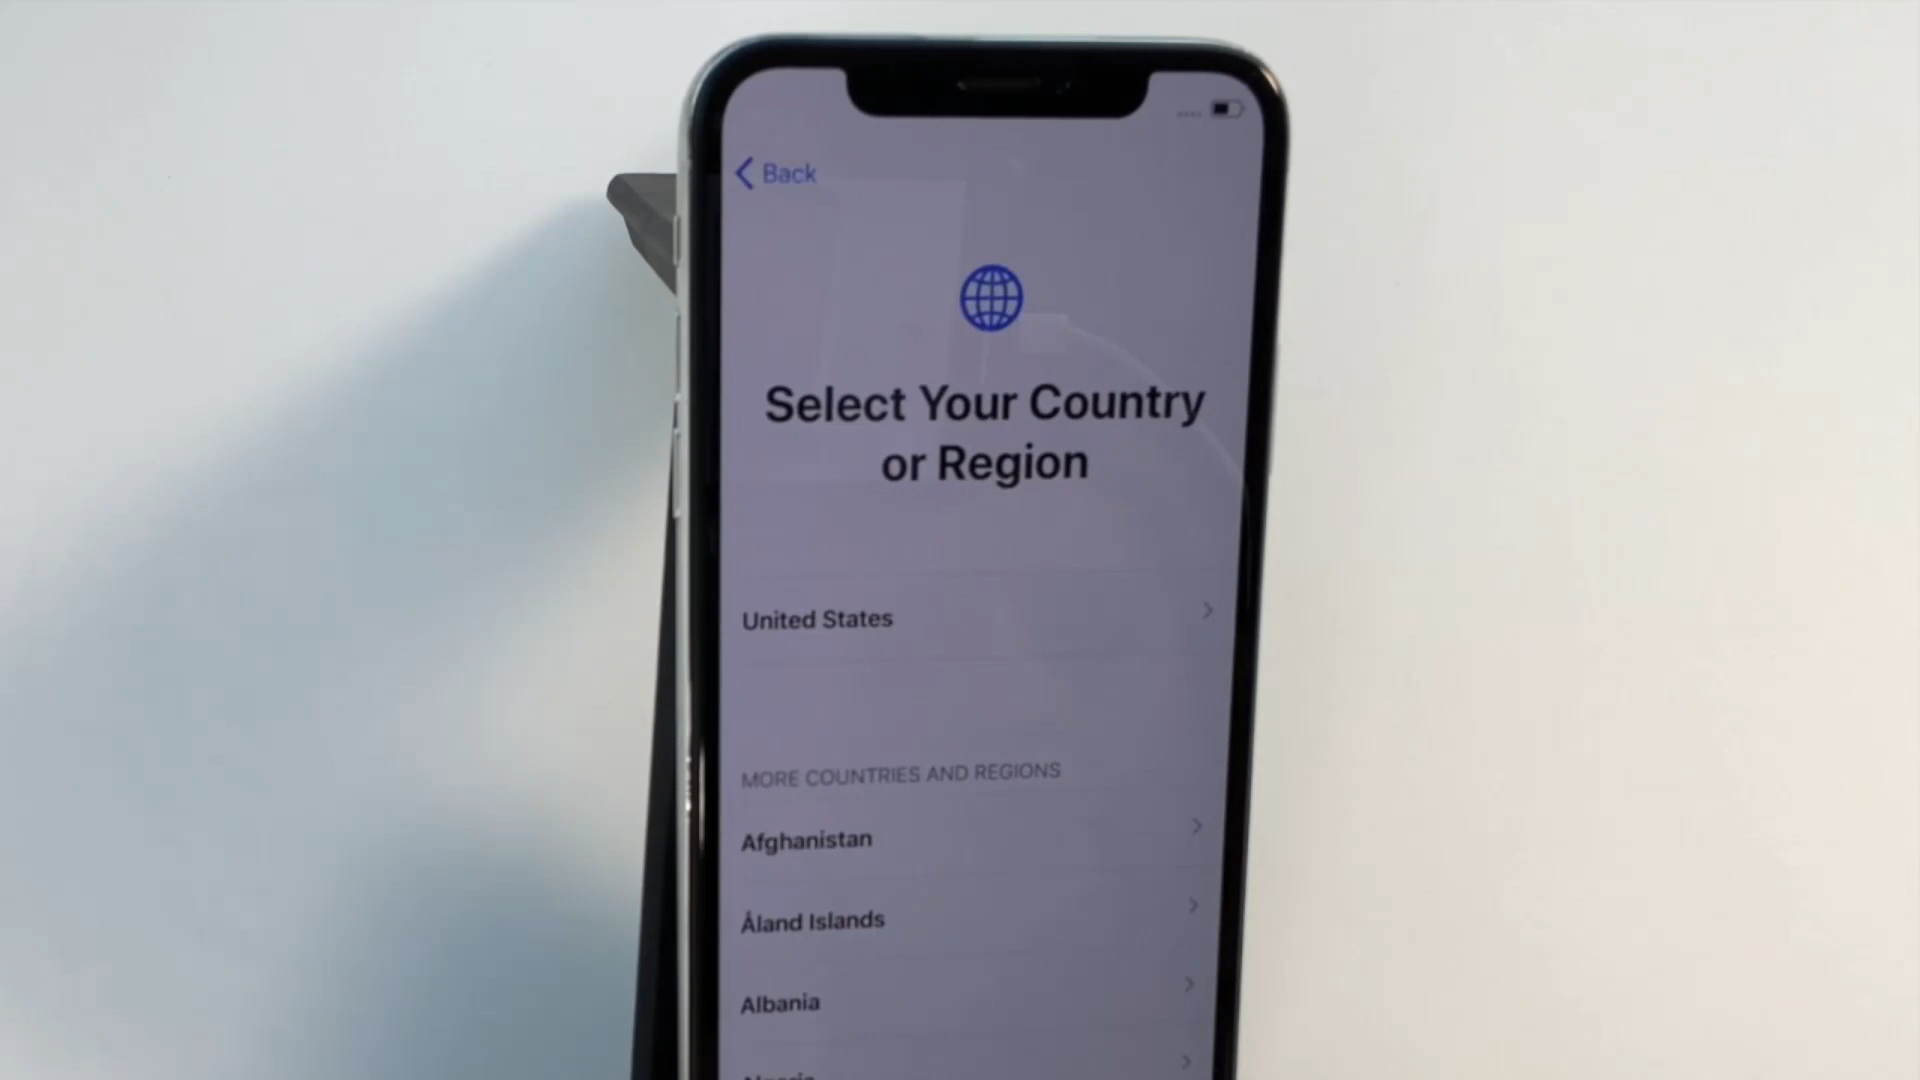 Back
Select Your Country
or Region
United States
MORE COUNTRIES AND REGIONS
Afghanistan
Åland Islands
Albania